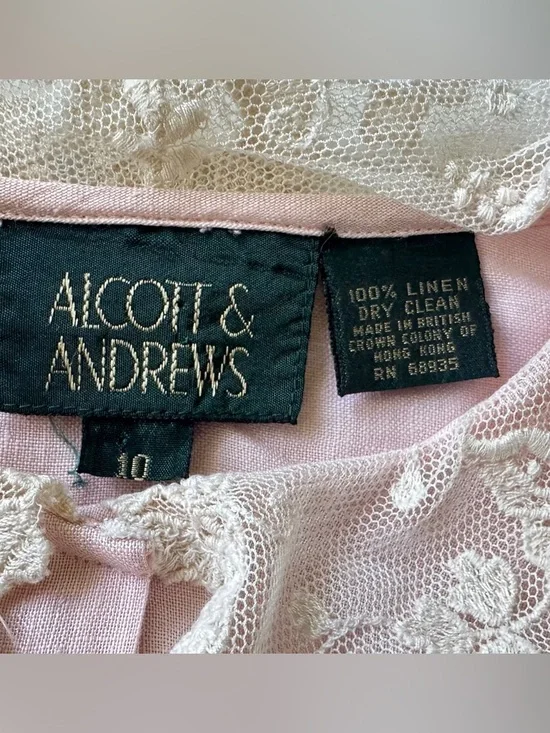 ALCOTT &
ANDREWS
10
100% LINEN
DRY CLEAN
MADE IN BRITISH
CROWN COLONY OF
HONG KONG
RN 68935